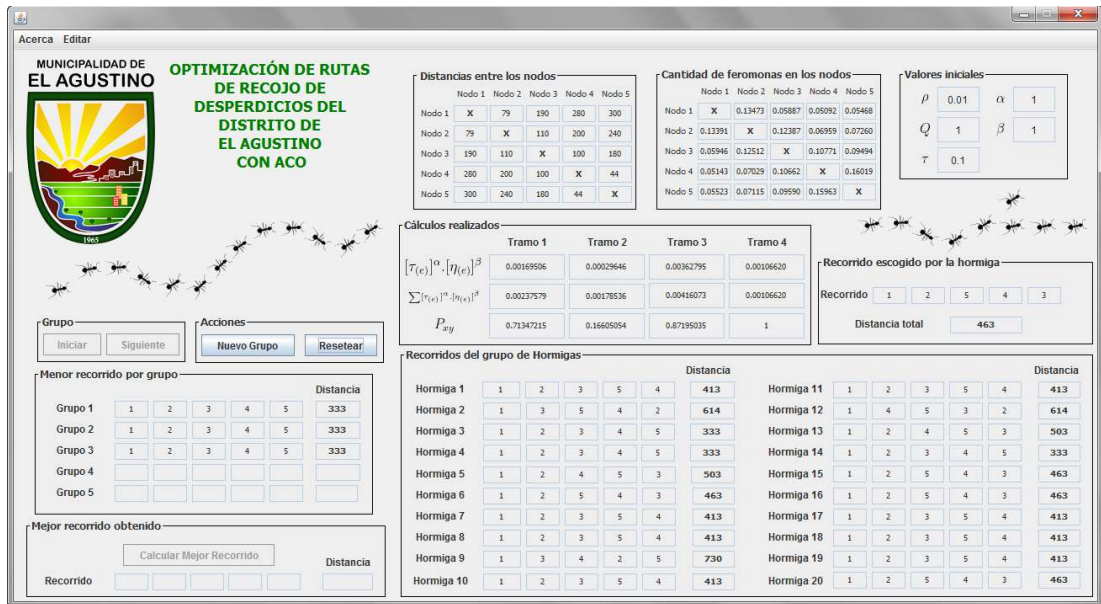 Acerca Editar
MUNICIPALIDAD DE
EL AGUSTINO
1965
OPTIMIZACIÓN DE RUTAS
DE RECOJO DE
DESPERDICIOS DEL
DISTRITO DE
EL AGUSTINO
CON ACO
Distancias entre los nodos
Nodo 1 Nodo 2 Nodo 3 Nodo 4 Nodo 5
Nodo 1 X 79 190 280 300
Nodo 2 79 X 110 200 240
Nodo 3 190 110 X 100 180
Nodo 4 280 200 100 X 44
Nodo 5 300 240 180 44 X
Cantidad de feromonas en los nodos
Nodo 1 Nodo 2 Nodo 3 Nodo 4 Nodo 5
Nodo 1 X 0.13473 0.05887 0.05092 0.05468
Nodo 2 0.13391 X 0.12387 0.06959 0.07260
Nodo 3 0.05946 0.12512 X 0.10771 0.09494
Nodo 4 0.05143 0.07029 0.10662 X 0.16019
Nodo 5 0.05523 0.07115 0.09590 0.15963 X
Valores iniciales
ρ 0.01 α 1
Q 1 β 1
τ 0.1
Cálculos realizados
Tramo 1 Tramo 2 Tramo 3 Tramo 4
[τ(e)]^α.[η(e)]^β 0.00169506 0.00029646 0.00362795 0.00106620
∑[τ(e)]^α.[η(e)]^β 0.00237579 0.00178536 0.00416073 0.00106620
Pxy 0.71347215 0.16605054 0.87195035 1
Recorrido escogido por la hormiga
Recorrido 1 2 5 4 3
Distancia total 463
Grupo
Iniciar Siguiente
Acciones
Nuevo Grupo Resetear
Menor recorrido por grupo
Distancia
Grupo 1 1 2 3 4 5 333
Grupo 2 1 2 3 4 5 333
Grupo 3 1 2 3 4 5 333
Grupo 4
Grupo 5
Mejor recorrido obtenido
Calcular Mejor Recorrido
Distancia
Recorrido
Recorridos del grupo de Hormigas
Distancia Distancia
Hormiga 1 1 2 3 5 4 413 Hormiga 11 1 2 3 5 4 413
Hormiga 2 1 3 5 4 2 614 Hormiga 12 1 4 5 3 2 614
Hormiga 3 1 2 3 4 5 333 Hormiga 13 1 2 4 5 3 503
Hormiga 4 1 2 3 4 5 333 Hormiga 14 1 2 3 4 5 333
Hormiga 5 1 2 4 5 3 503 Hormiga 15 1 2 5 4 3 463
Hormiga 6 1 2 5 4 3 463 Hormiga 16 1 2 5 4 3 463
Hormiga 7 1 2 3 5 4 413 Hormiga 17 1 2 3 5 4 413
Hormiga 8 1 2 3 5 4 413 Hormiga 18 1 2 3 5 4 413
Hormiga 9 1 3 4 2 5 730 Hormiga 19 1 2 3 5 4 413
Hormiga 10 1 2 3 5 4 413 Hormiga 20 1 2 5 4 3 463